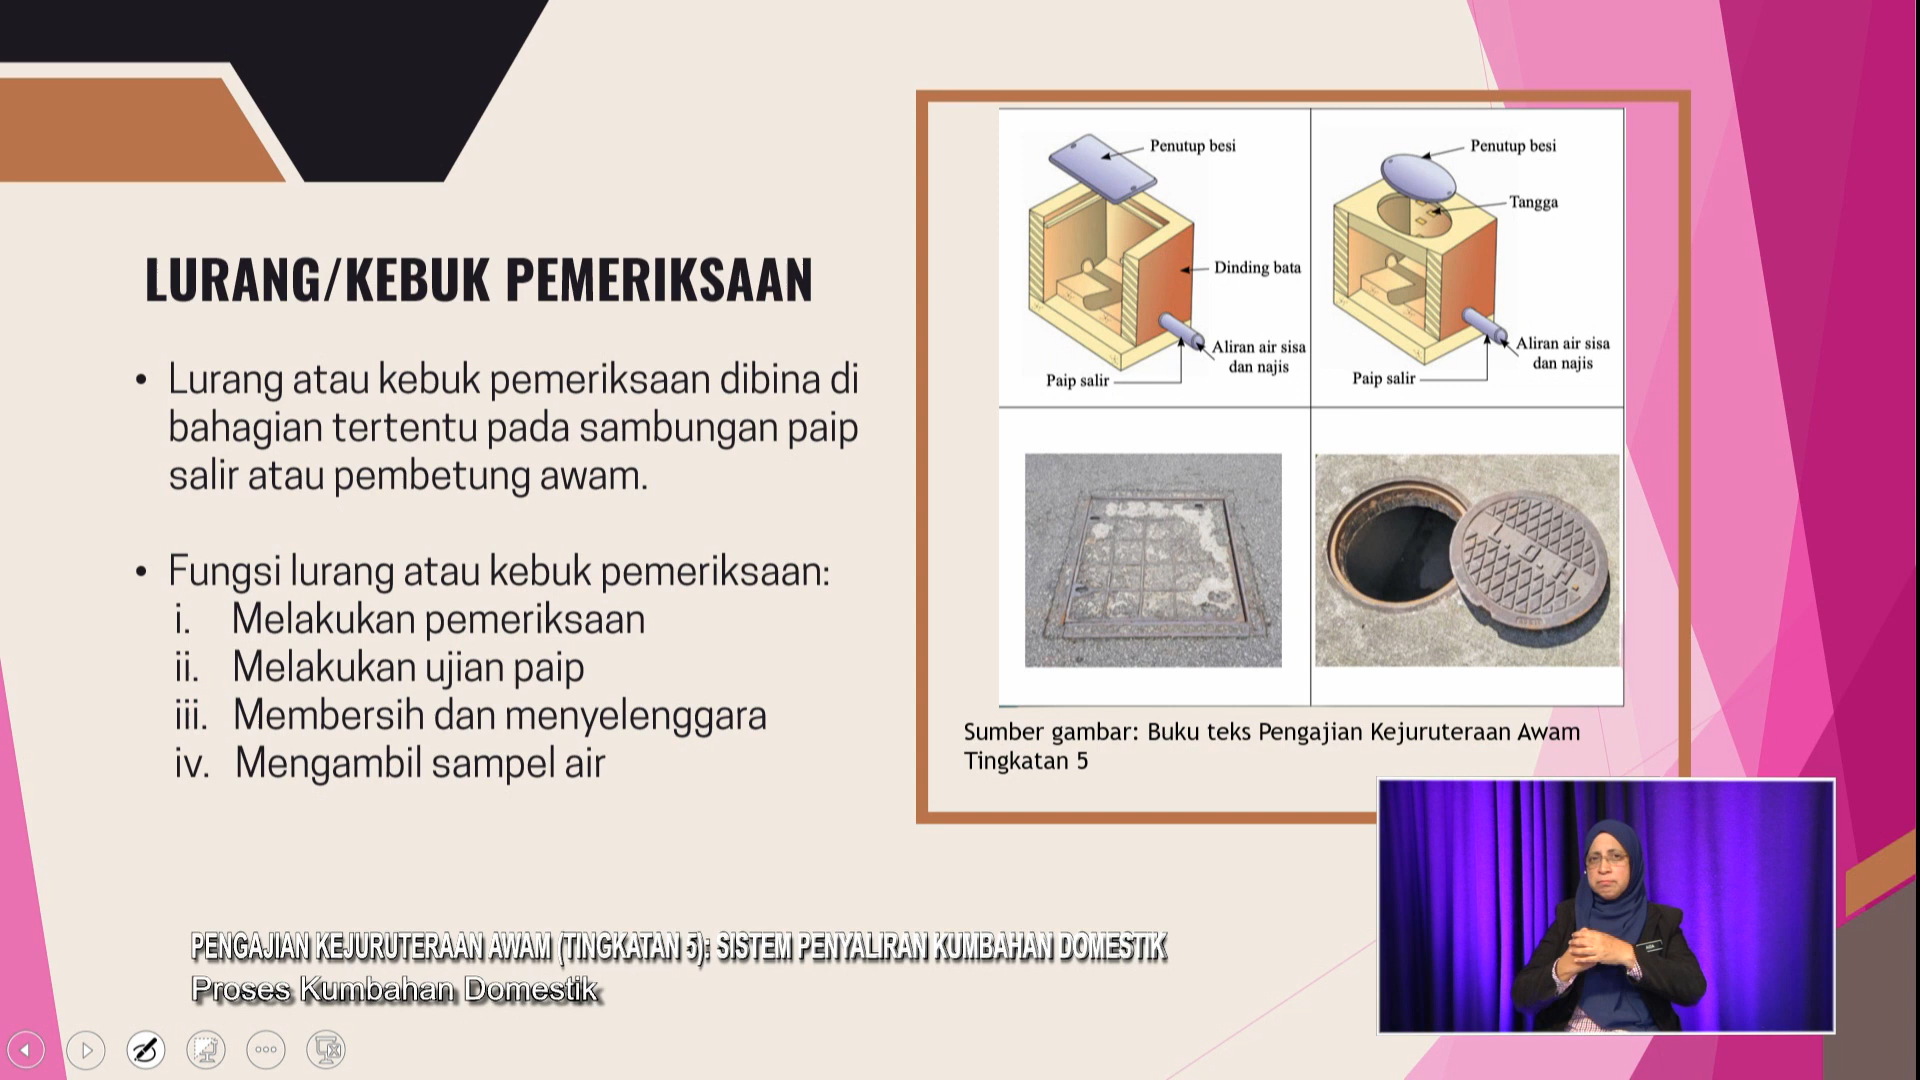 LURANG/KEBUK PEMERIKSAAN
• Lurang atau kebuk pemeriksaan dibina di
bahagian tertentu pada sambungan paip
salir atau pembetung awam.
• Fungsi lurang atau kebuk pemeriksaan:
i. Melakukan pemeriksaan
ii. Melakukan ujian paip
iii. Membersih dan menyelenggara
iv. Mengambil sampel air
Penutup besi
Dinding bata
Aliran air sisa
dan najis
Paip salir
Penutup besi
Tangga
Aliran air sisa
dan najis
Paip salir
Sumber gambar: Buku teks Pengajian Kejuruteraan Awam
Tingkatan 5
PENGAJIAN KEJURUTERAAN AWAM (TINGKATAN 5): SISTEM PENYALIRAN KUMBAHAN DOMESTIK
Proses Kumbahan Domestik